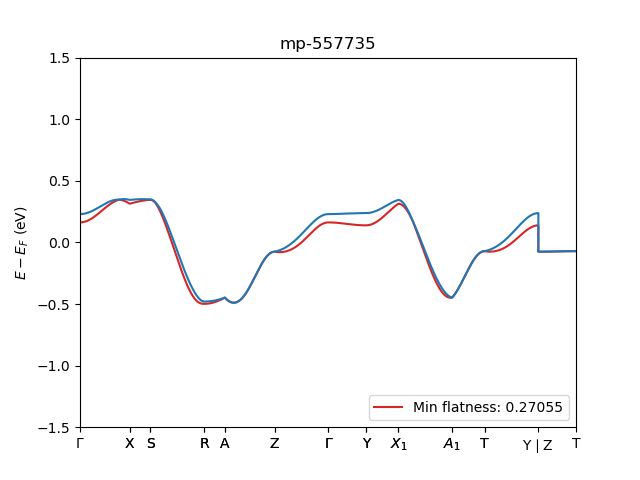 mp-557735
1.5
1.0
0.5
0.0
−0.5
−1.0
−1.5
E − E_F (eV)
Min flatness: 0.27055
Γ X S R A Z Γ Y X₁ A₁ T Y | Z T